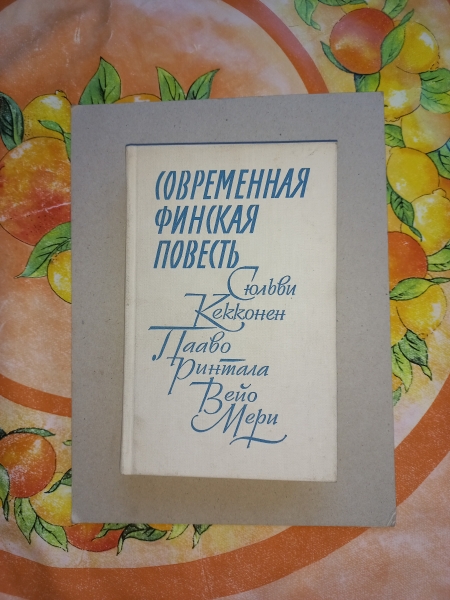 СОВРЕМЕННАЯ
ФИНСКАЯ
ПОВЕСТЬ
Сюльви
Кекконен
Пааво
Ринтала
Вейо
Мери